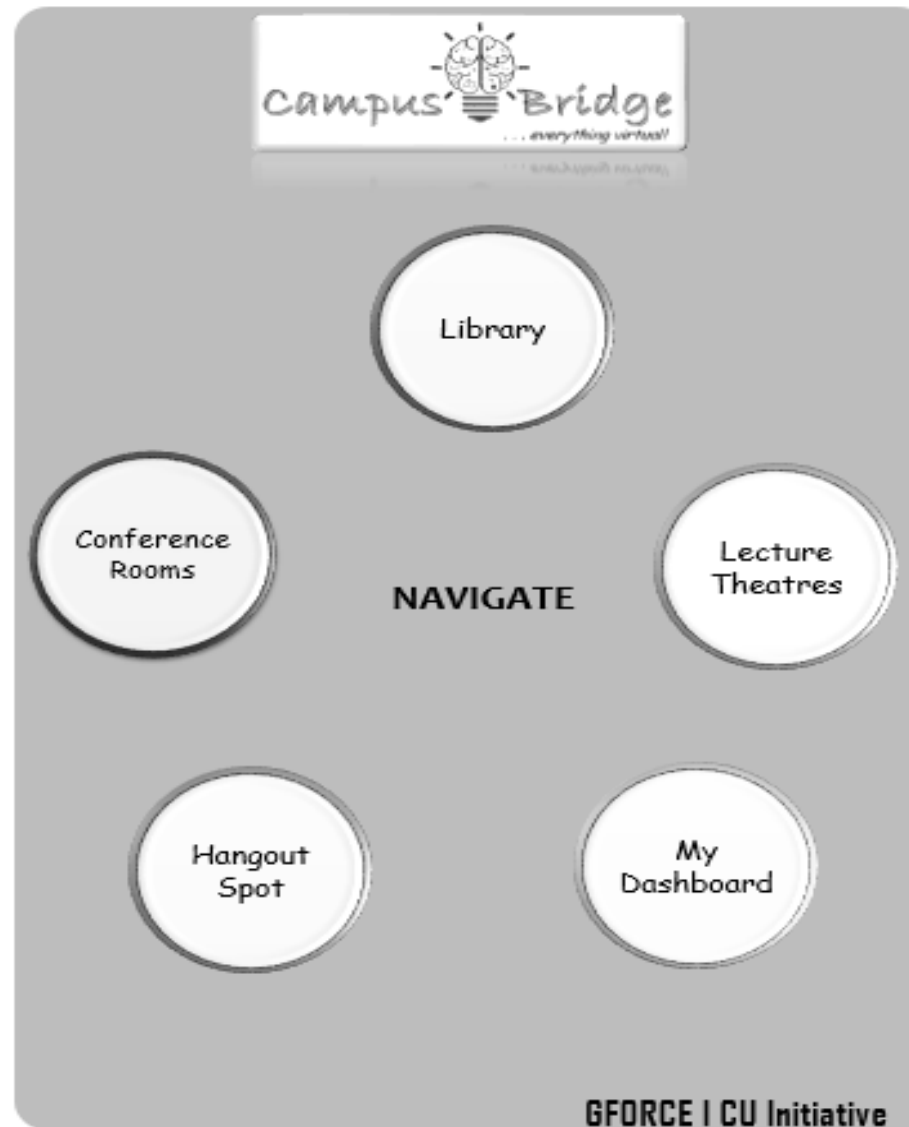 Campus Bridge
. . . everything virtual!
Library
Conference
Rooms
Lecture
Theatres
NAVIGATE
Hangout
Spot
My
Dashboard
GFORCE | CU Initiative